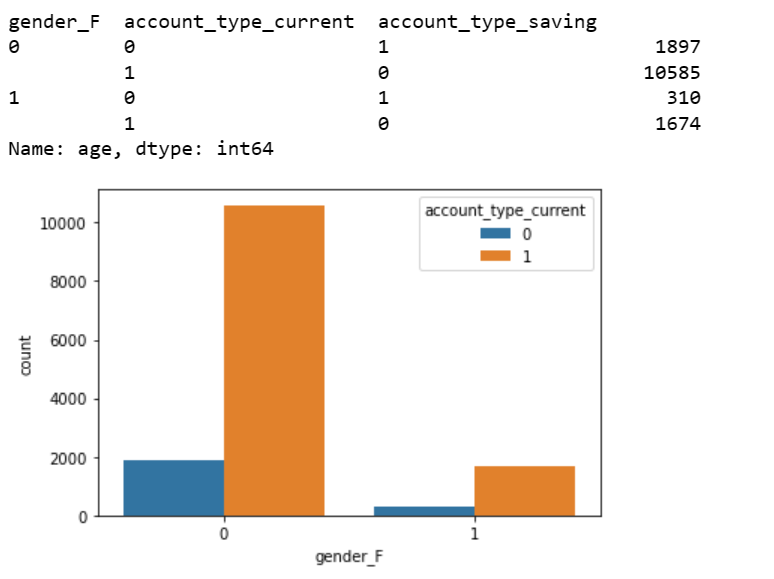 gender_F  account_type_current  account_type_saving
0         0                     1                      1897
          1                     0                     10585
1         0                     1                       310
          1                     0                      1674
Name: age, dtype: int64
account_type_current
0
1
10000
8000
6000
4000
2000
0
count
0 1
gender_F